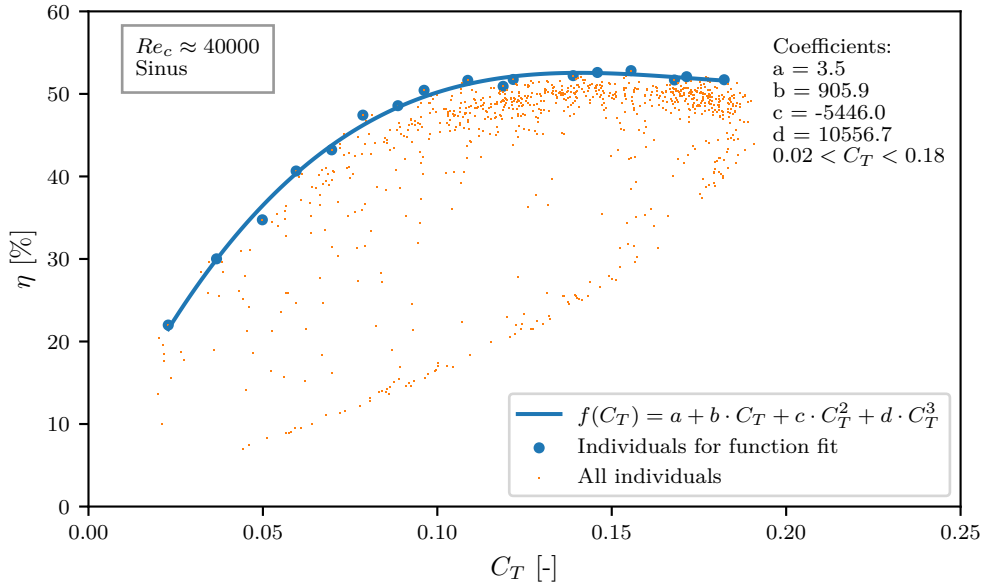 60
50
40
30
20
10
0
η [%]
Re_c ≈ 40000
Sinus
Coefficients:
a = 3.5
b = 905.9
c = -5446.0
d = 10556.7
0.02 < C_T < 0.18
f(C_T) = a + b · C_T + c · C_T^2 + d · C_T^3
Individuals for function fit
All individuals
0.00 0.05 0.10 0.15 0.20 0.25
C_T [-]